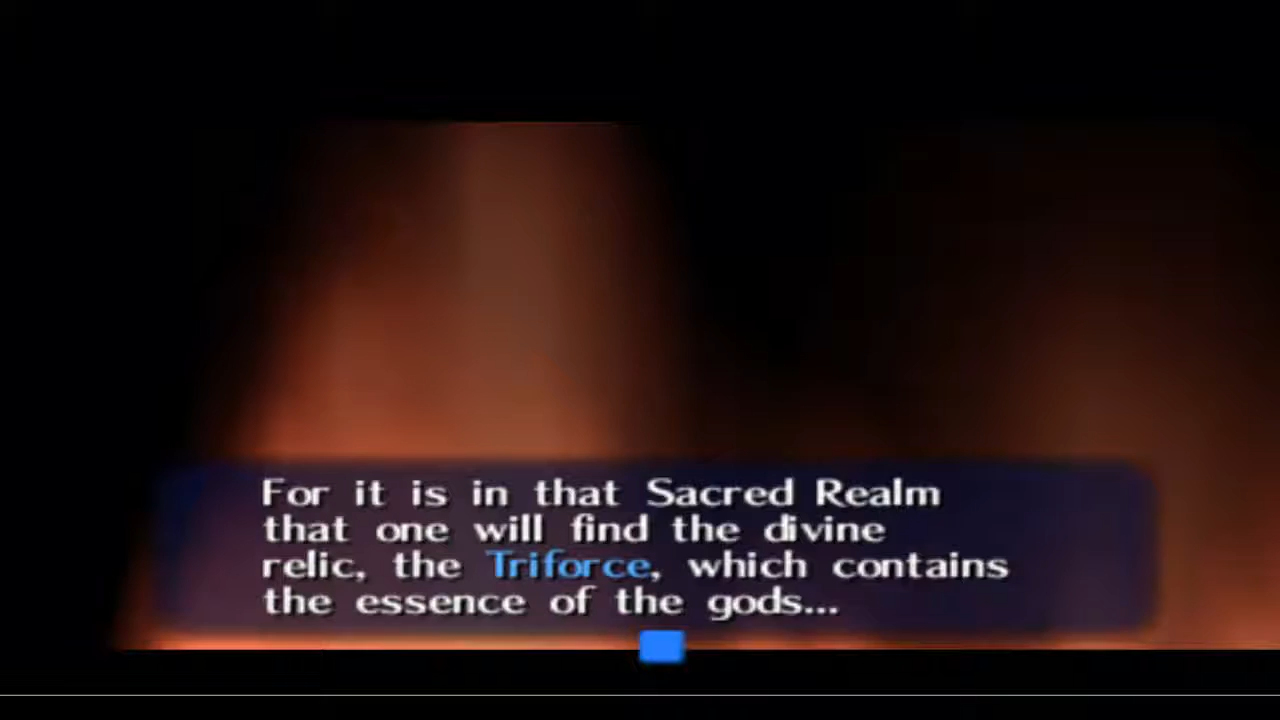 For it is in that Sacred Realm
that one will find the divine
relic, the Triforce, which contains
the essence of the gods...